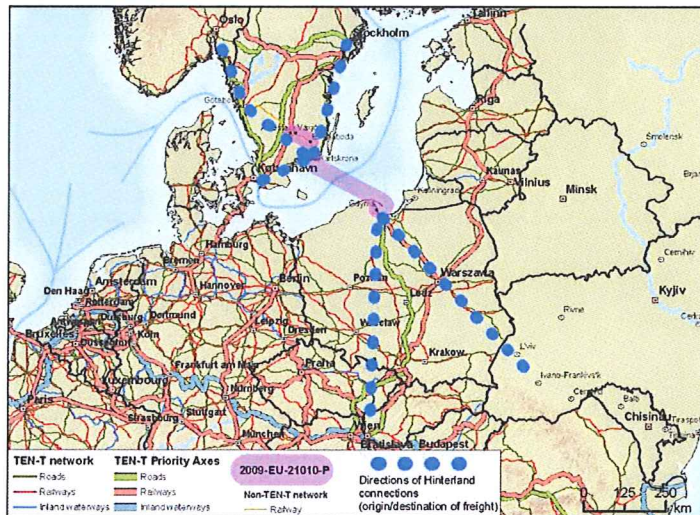 Oslo
Stockholm
Tallinn
Riga
Smolensk
København
Kaunas
Vilnius
Minsk
Kaliningrad
Gdynia
Hamburg
Bremen
Amsterdam
Den Haag
Rotterdam
Hannover
Berlin
Poznan
Warszawa
Lodz
Kyjiv
Duisburg
Dortmund
Leipzig
Wroclaw
Rivne
Bruxelles
Düsseldorf
Köln
Dresden
L'viv
Frankfurt am Main
Praha
Krakow
Ivano-Frankivs'k
Luxembourg
Nürnberg
Paris
Strasbourg
Stuttgart
Chisinau
München
Wien
Bratislava
Budapest
TEN-T network
Roads
Railways
Inland waterways
TEN-T Priority Axes
Roads
Railways
Inland waterways
2009-EU-21010-P
Non-TEN-T network
Railway
Directions of Hinterland
connections
(origin/destination of freight)
0 125 250
km